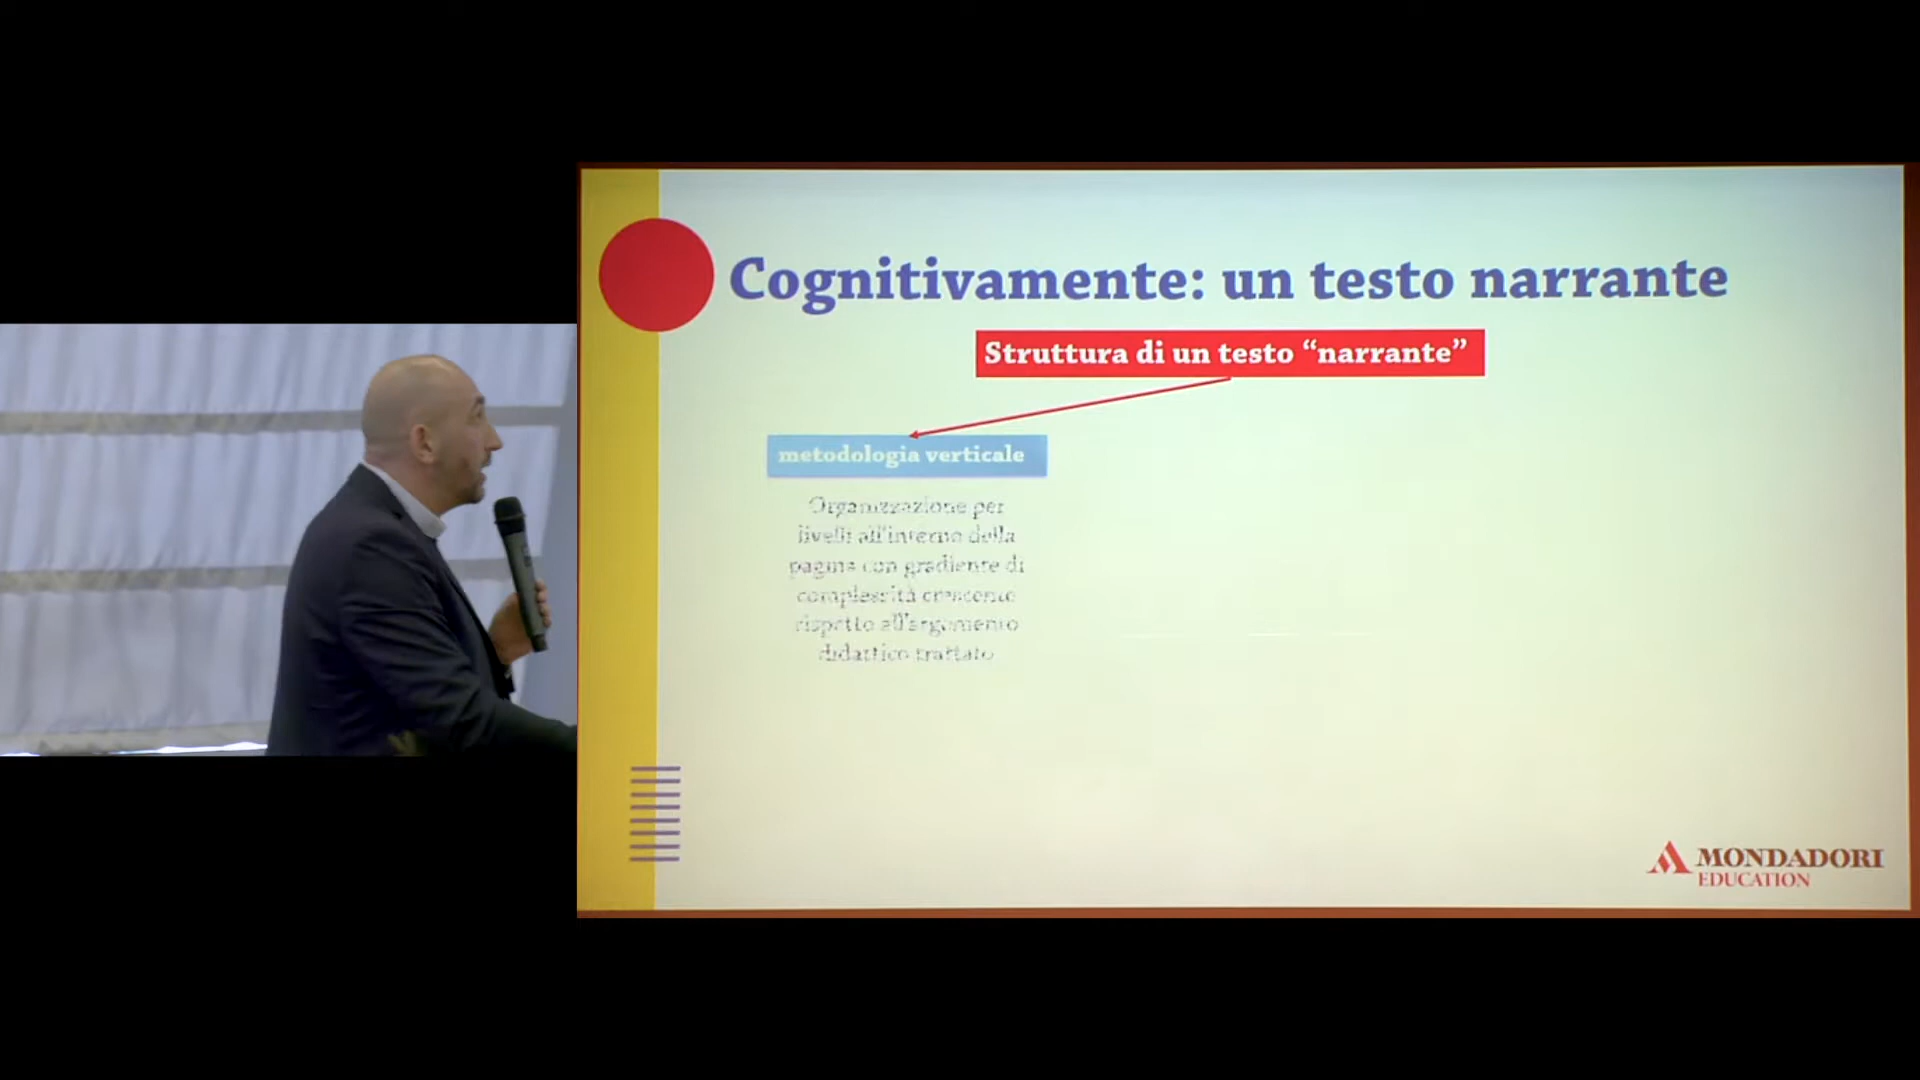 Cognitivamente: un testo narrante
Struttura di un testo “narrante”
metodologia verticale
Organizzazione per
livelli all'interno della
pagina con gradiente di
complessità crescente
rispetto all'argomento
didattico trattato
MONDADORI
EDUCATION